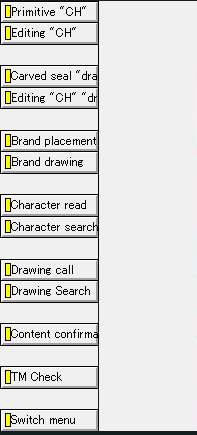 Primitive "CH"
Editing "CH"
Carved seal "dra
Editing "CH" "dr
Brand placement
Brand drawing
Character read
Character search
Drawing call
Drawing Search
Content confirma
TM Check
Switch menu